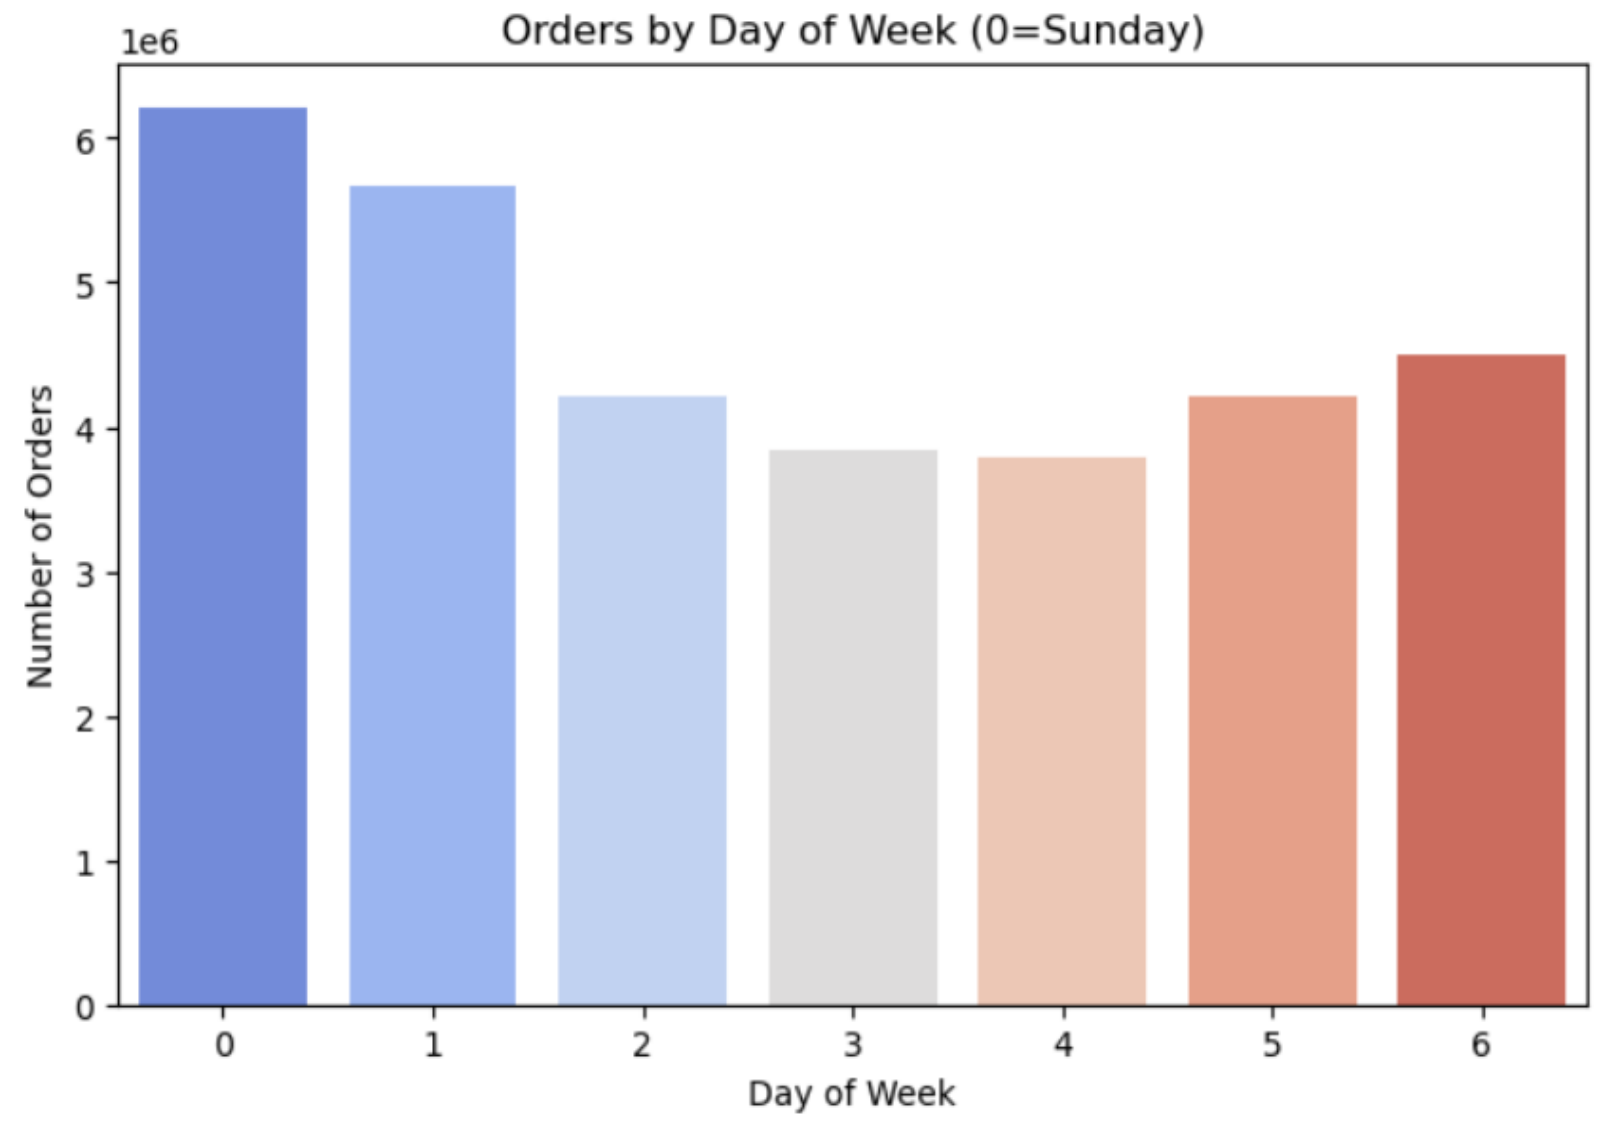 Orders by Day of Week (0=Sunday)
1e6
6
5
4
3
2
1
0
Number of Orders
0 1 2 3 4 5 6
Day of Week